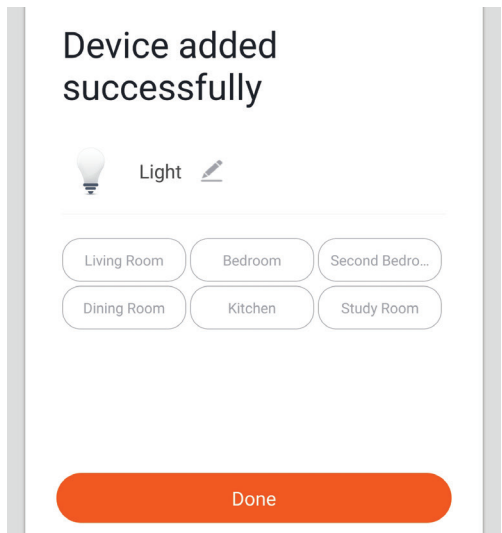 Device added
successfully
Light
Living Room Bedroom Second Bedro...
Dining Room Kitchen Study Room
Done